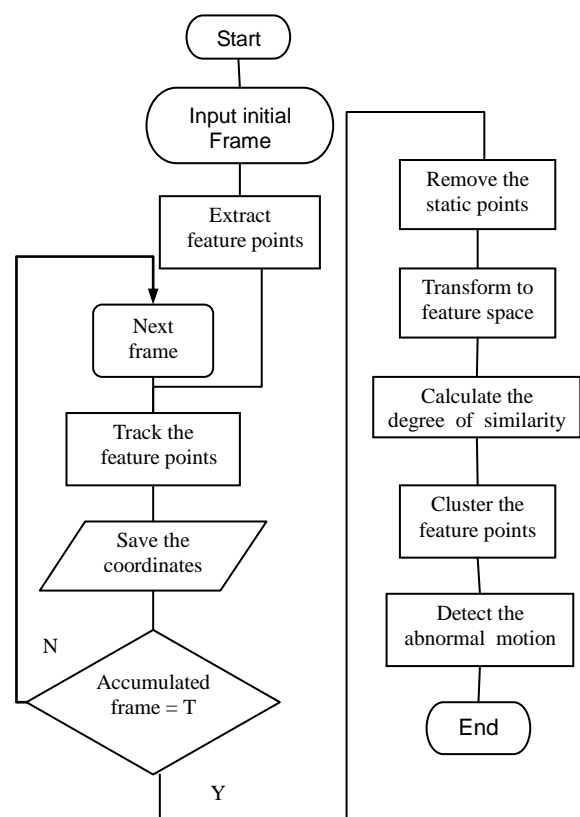 Start
Input initial
Frame
Extract
feature points
Next
frame
Track the
feature points
Save the
coordinates
N
Accumulated
frame = T
Y
Remove the
static points
Transform to
feature space
Calculate the
degree of similarity
Cluster the
feature points
Detect the
abnormal motion
End